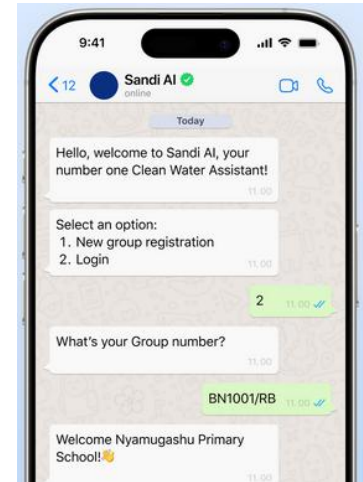 9:41
12
Sandi AI
online
Today
Hello, welcome to Sandi AI, your
number one Clean Water Assistant!
11.00
Select an option:
1. New group registration
2. Login
11.00
2 11.00
What's your Group number?
11.00
BN1001/RB 11.00
Welcome Nyamugashu Primary
School!👋
11.00